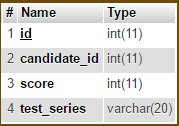 # Name Type
1 id int(11)
2 candidate_id int(11)
3 score int(11)
4 test_series varchar(20)